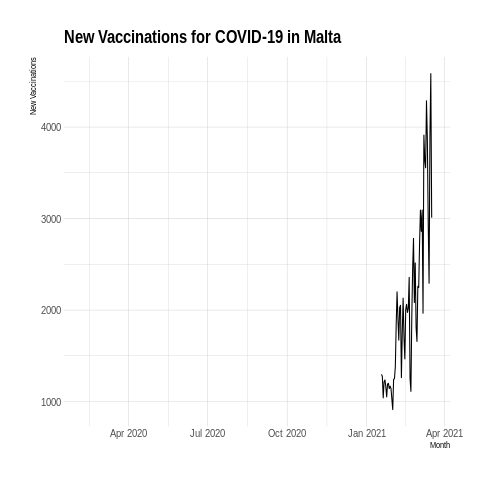 New Vaccinations for COVID-19 in Malta
New Vaccinations
4000
3000
2000
1000
Apr 2020 Jul 2020 Oct 2020 Jan 2021 Apr 2021
Month